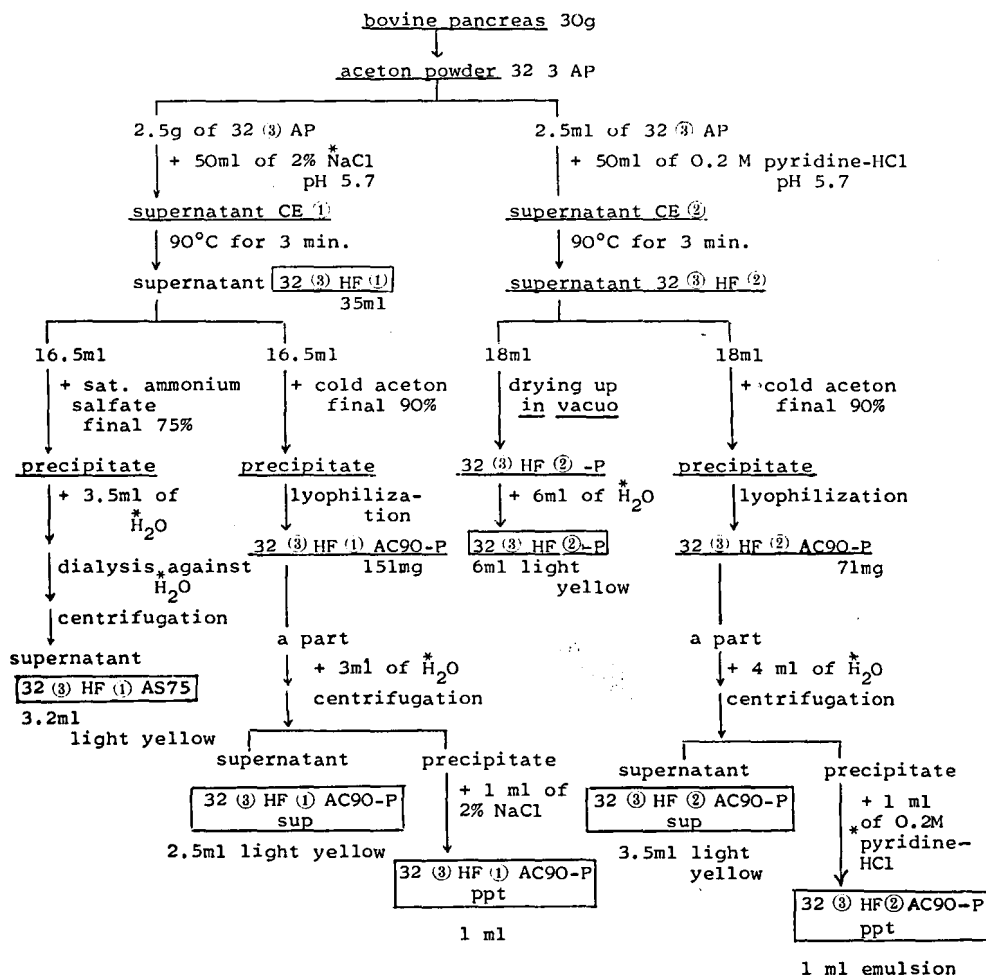 bovine pancreas 30g
aceton powder 32 3 AP
2.5g of 32 ③ AP
+ 50ml of 2% *NaCl
pH 5.7
supernatant CE ①
90°C for 3 min.
supernatant 32 ③ HF ①
35ml
2.5ml of 32 ③ AP
+ 50ml of 0.2 M pyridine-HCl
pH 5.7
supernatant CE ②
90°C for 3 min.
supernatant 32 ③ HF ②
16.5ml
+ sat. ammonium
salfate
final 75%
precipitate
+ 3.5ml of
*H2O
dialysis against
*H2O
centrifugation
supernatant
32 ③ HF ① AS75
3.2ml
light yellow
16.5ml
+ cold aceton
final 90%
precipitate
lyophiliza-
tion
32 ③ HF ① AC90-P
151mg
a part
+ 3ml of *H2O
centrifugation
supernatant
32 ③ HF ① AC90-P
sup
2.5ml light yellow
precipitate
+ 1 ml of
2% NaCl
32 ③ HF ① AC90-P
ppt
1 ml
18ml
drying up
in vacuo
32 ③ HF ② -P
+ 6ml of *H2O
32 ③ HF ②-P
6ml light
yellow
18ml
+ cold aceton
final 90%
precipitate
lyophilization
32 ③ HF ② AC90-P
71mg
a part
+ 4 ml of *H2O
centrifugation
supernatant
32 ③ HF ② AC90-P
sup
3.5ml light
yellow
precipitate
+ 1 ml
of 0.2M
* pyridine-
HCl
32 ③ HF② AC90-P
ppt
1 ml emulsion